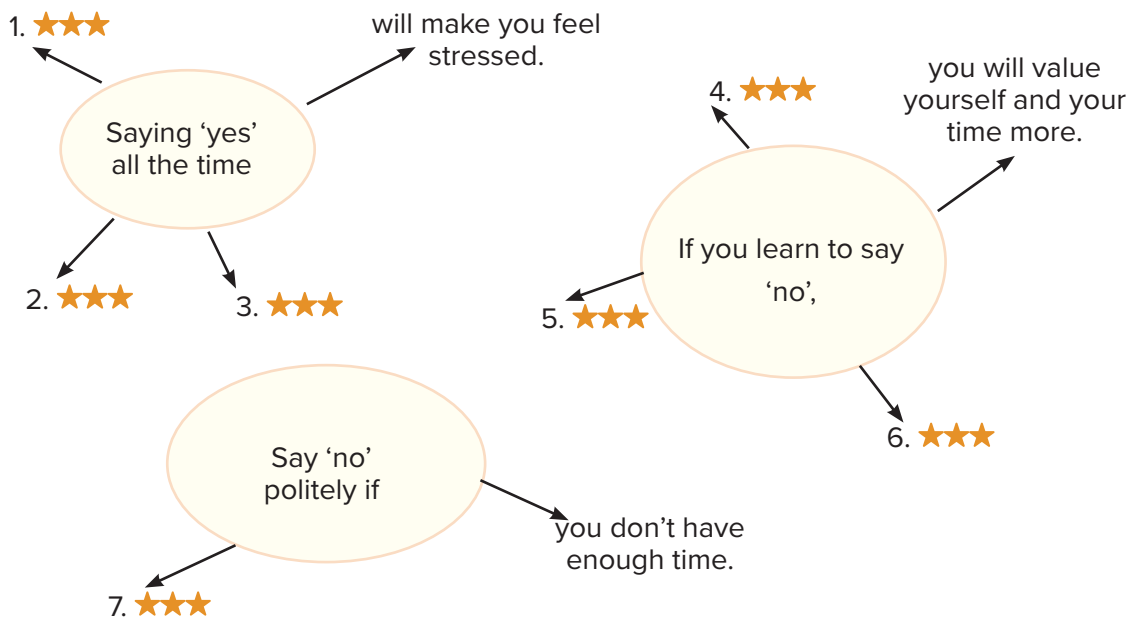 1. ★★★
will make you feel
stressed.
Saying ‘yes’
all the time
2. ★★★
3. ★★★
4. ★★★
you will value
yourself and your
time more.
If you learn to say
‘no’,
5. ★★★
6. ★★★
Say ‘no’
politely if
you don’t have
enough time.
7. ★★★